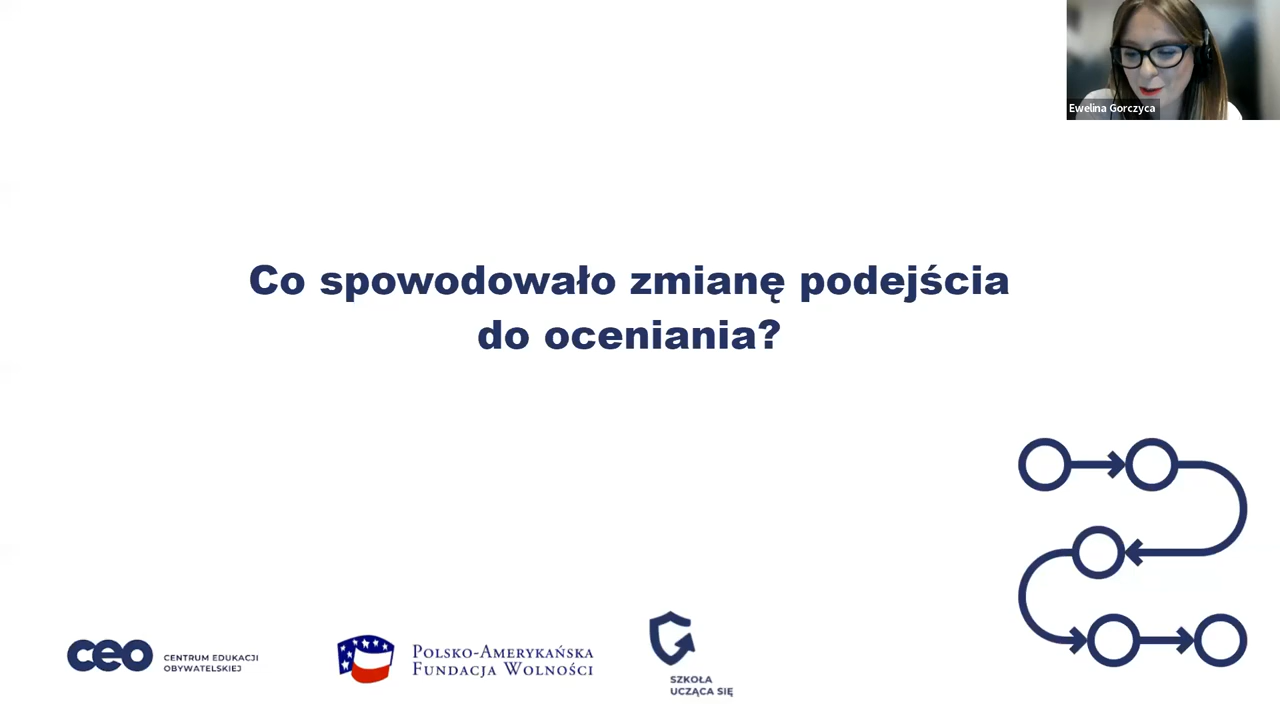 Ewelina Gorczyca
Co spowodowało zmianę podejścia
do oceniania?
ceo
CENTRUM EDUKACJI
OBYWATELSKIEJ
POLSKO-AMERYKAŃSKA
FUNDACJA WOLNOŚCI
SZKOŁA
UCZĄCA SIĘ